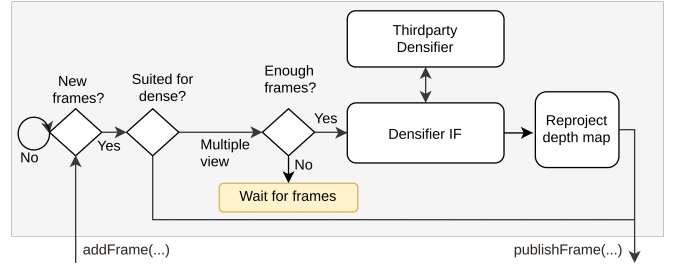 Thirdparty
Densifier
New
frames?
Suited for
dense?
Enough
frames?
Yes
No
Yes
Multiple
view
No
Densifier IF
Reproject
depth map
Wait for frames
addFrame(...)
publishFrame(...)